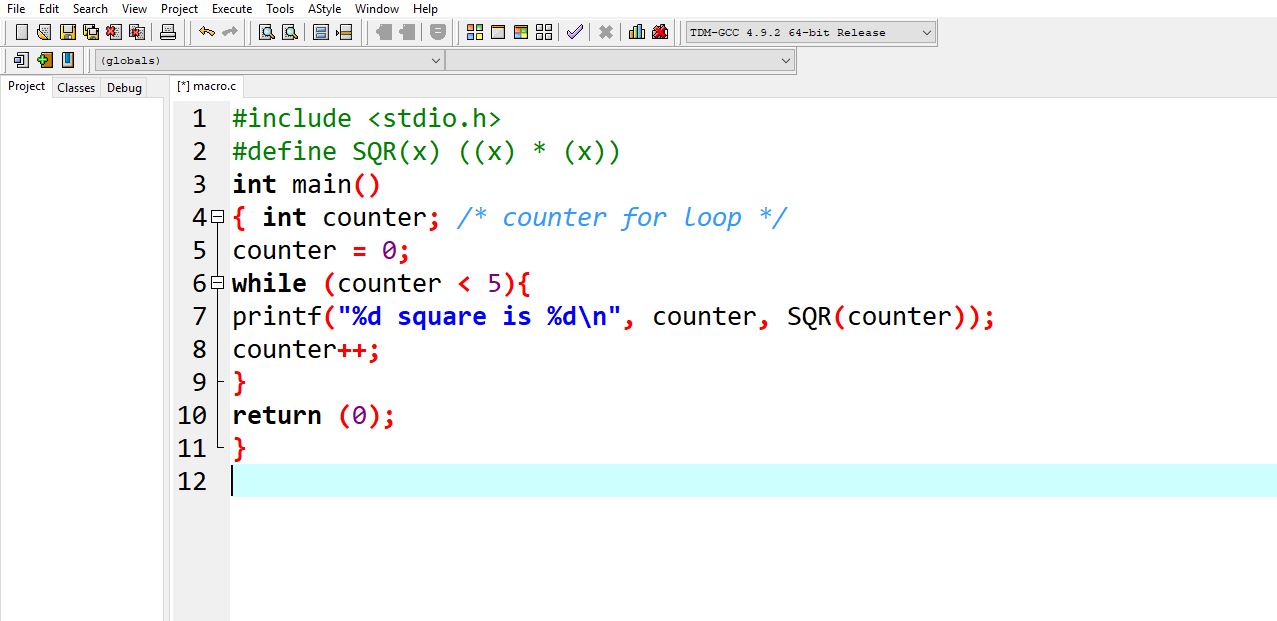 File Edit Search View Project Execute Tools AStyle Window Help
TDM-GCC 4.9.2 64-bit Release
(globals)
Project Classes Debug [*] macro.c
1 #include <stdio.h>
2 #define SQR(x) ((x) * (x))
3 int main()
4 { int counter; /* counter for loop */
5 counter = 0;
6 while (counter < 5){
7 printf("%d square is %d\n", counter, SQR(counter));
8 counter++;
9 }
10 return (0);
11 }
12